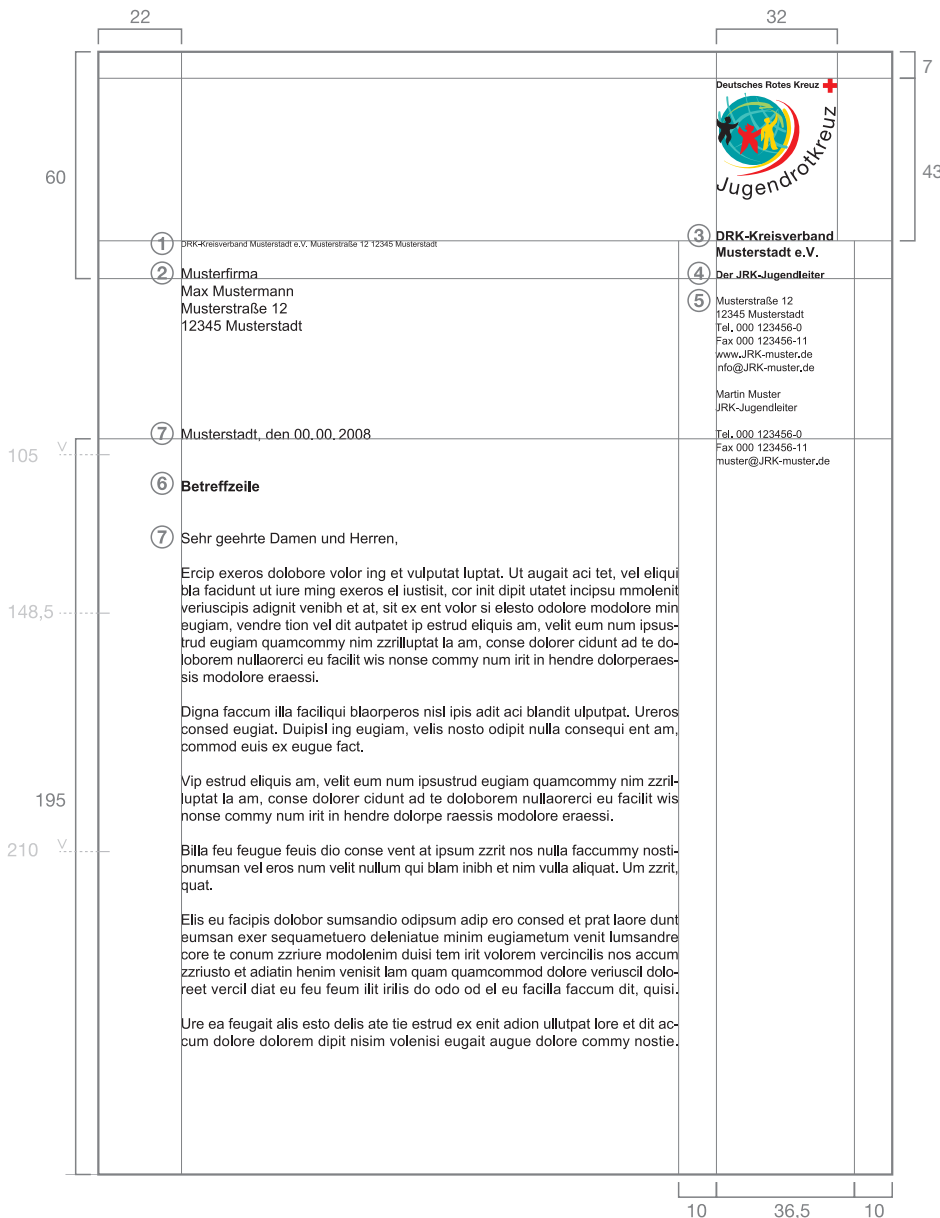 22
32
7
Deutsches Rotes Kreuz
Jugendrotkreuz
60
43
1
DRK-Kreisverband Musterstadt e.V. Musterstraße 12 12345 Musterstadt
3
DRK-Kreisverband
Musterstadt e.V.
2
Musterfirma
Max Mustermann
Musterstraße 12
12345 Musterstadt
4
Der JRK-Jugendleiter
5
Musterstraße 12
12345 Musterstadt
Tel. 000 123456-0
Fax 000 123456-11
www.JRK-muster.de
info@JRK-muster.de
Martin Muster
JRK-Jugendleiter
Tel. 000 123456-0
Fax 000 123456-11
muster@JRK-muster.de
7
Musterstadt, den 00.00.2008
105
V
6
Betreffzeile
7
Sehr geehrte Damen und Herren,
Ercip exeros dolobore volor ing et vulputat luptat. Ut augait aci tet, vel eliqui
bla facidunt ut iure ming exeros el iustisit, cor init dipit utatet incipsu mmolenit
veriuscipis adignit venibh et at, sit ex ent volor si elesto odolore modolore min
148,5
eugiam, vendre tion vel dit autpatet ip estrud eliquis am, velit eum num ipsus-
trud eugiam quamcommy nim zzrilluptat la am, conse dolorer cidunt ad te do-
loborem nullaorerci eu facilit wis nonse commy num irit in hendre dolorperaes-
sis modolore eraessi.
Digna faccum illa faciliqui blaorperos nisl ipis adit aci blandit ulputpat. Ureros
consed eugiat. Duipisl ing eugiam, velis nosto odipit nulla consequi ent am,
commod euis ex eugue fact.
Vip estrud eliquis am, velit eum num ipsustrud eugiam quamcommy nim zzril-
luptat la am, conse dolorer cidunt ad te doloborem nullaorerci eu facilit wis
nonse commy num irit in hendre dolorpe raessis modolore eraessi.
195
Billa feu feugue feuis dio conse vent at ipsum zzrit nos nulla faccummy nosti-
onumsan vel eros num velit nullum qui blam inibh et nim vulla aliquat. Um zzrit,
quat.
210
V
Elis eu facipis dolobor sumsandio odipsum adip ero consed et prat laore dunt
eumsan exer sequametuero deleniatue minim eugiametum venit lumsandre
core te conum zzriure modolenim duisi tem irit volorem vercincilis nos accum
zzriusto et adiatin henim venisit lam quam quamcommod dolore veriuscil dolo-
reet vercil diat eu feu feum ilit irilis do odo od el eu facilla faccum dit, quisi.
Ure ea feugait alis esto delis ate tie estrud ex enit adion ullutpat lore et dit ac-
cum dolore dolorem dipit nisim volenisi eugait augue dolore commy nostie.
10
36,5
10